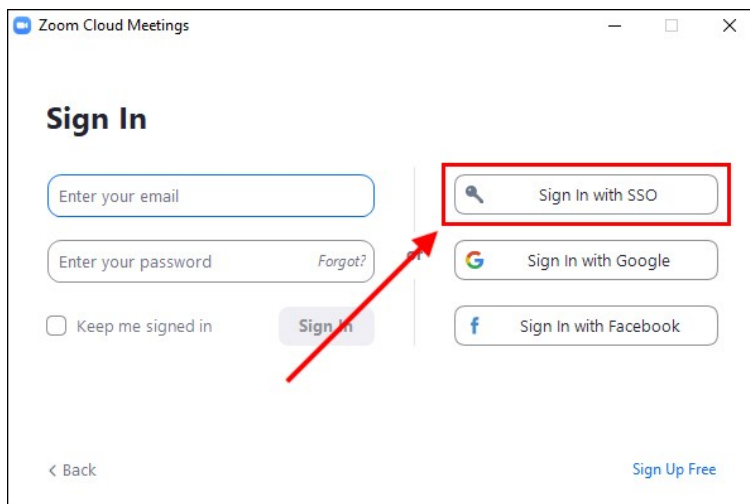 Zoom Cloud Meetings
Sign In
Enter your email
Enter your password Forgot?
Keep me signed in Sign In
or
Sign In with SSO
Sign In with Google
Sign In with Facebook
< Back
Sign Up Free